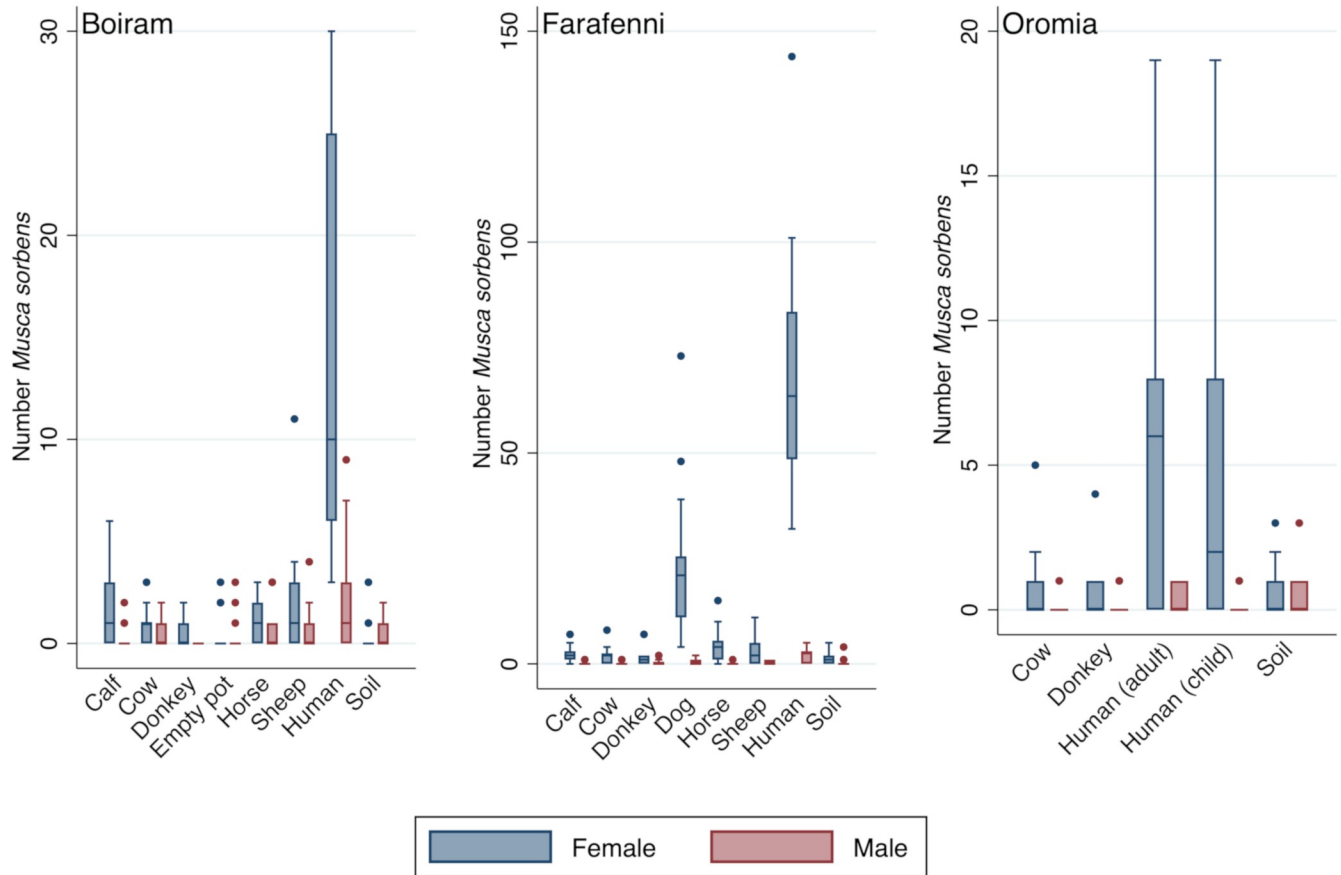 Boiram
Number Musca sorbens
30
20
10
0
Calf
Cow
Donkey
Empty pot
Horse
Sheep
Human
Soil
Farafenni
Number Musca sorbens
150
100
50
0
Calf
Cow
Donkey
Dog
Horse
Sheep
Human
Soil
Oromia
Number Musca sorbens
20
15
10
5
0
Cow
Donkey
Human (adult)
Human (child)
Soil
Female
Male